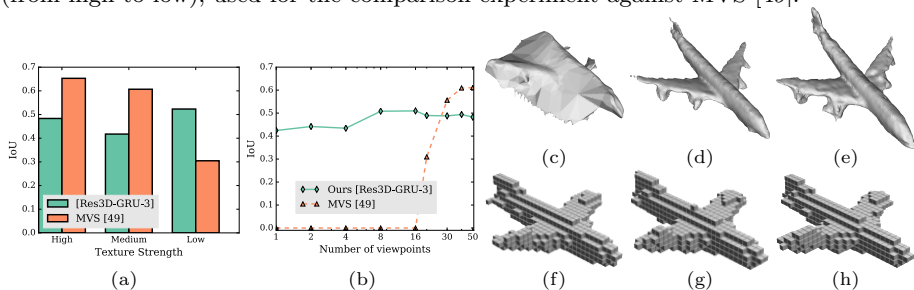 (from high to low), used for the comparison experiment against MVS [49].
0.7
0.6
0.5
0.4
0.3
0.2
0.1
0.0
IoU
[Res3D-GRU-3]
MVS [49]
High Medium Low
Texture Strength
(a)
0.7
0.6
0.5
0.4
0.3
0.2
0.1
0.0
IoU
Ours [Res3D-GRU-3]
MVS [49]
1 2 4 8 16 30 50
Number of viewpoints
(b)
(c) (d) (e)
(f) (g) (h)